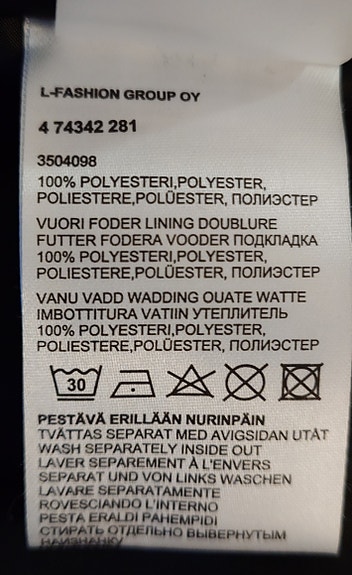 L-FASHION GROUP OY
4 74342 281
3504098
100% POLYESTERI,POLYESTER,
POLIESTERE,POLÜESTER, ПОЛИЭСТЕР
VUORI FODER LINING DOUBLURE
FUTTER FODERA VOODER ПОДКЛАДКА
100% POLYESTERI,POLYESTER,
POLIESTERE,POLÜESTER, ПОЛИЭСТЕР
VANU VADD WADDING OUATE WATTE
IMBOTTITURA VATIIN УТЕПЛИТЕЛЬ
100% POLYESTERI,POLYESTER,
POLIESTERE,POLÜESTER, ПОЛИЭСТЕР
30
PESTÄVÄ ERILLÄÄN NURINPÄIN
TVÄTTAS SEPARAT MED AVIGSIDAN UTÅT
WASH SEPARATELY INSIDE OUT
LAVER SEPAREMENT À L'ENVERS
SEPARAT UND VON LINKS WASCHEN
LAVARE SEPARATAMENTE
ROVESCIANDO L'INTERNO
PESTA ERALDI PAHEMPIDI
СТИРАТЬ ОТДЕЛЬНО ВЫВЕРНУТЫМ
НАИЗНАНКУ